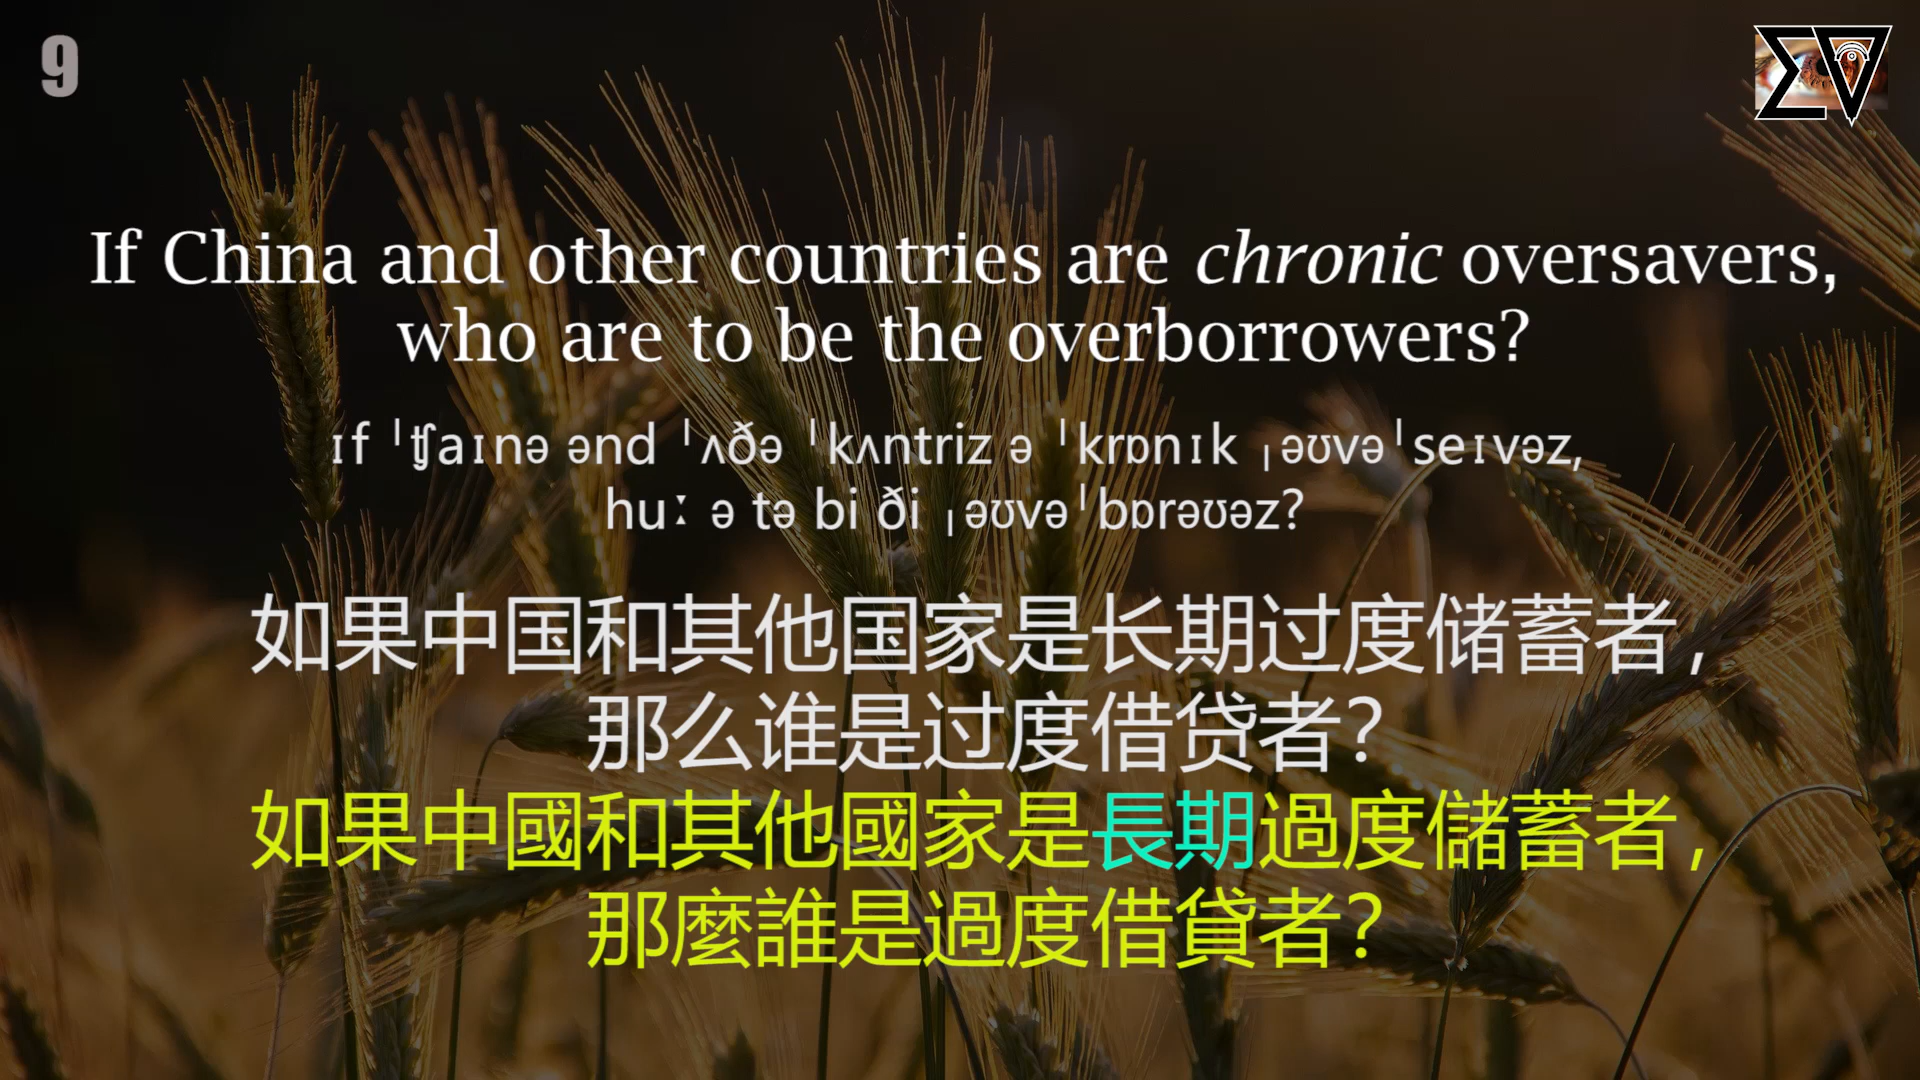 9
ΣV
If China and other countries are chronic oversavers,
who are to be the overborrowers?
ɪf ˈʧaɪnə ənd ˈʌðə ˈkʌntriz ə ˈkrɒnɪk ˌəʊvəˈseɪvəz,
huː ə tə bi ði ˌəʊvəˈbɒrəʊəz?
如果中国和其他国家是长期过度储蓄者,
那么谁是过度借贷者?
如果中國和其他國家是長期過度儲蓄者,
那麼誰是過度借貸者?